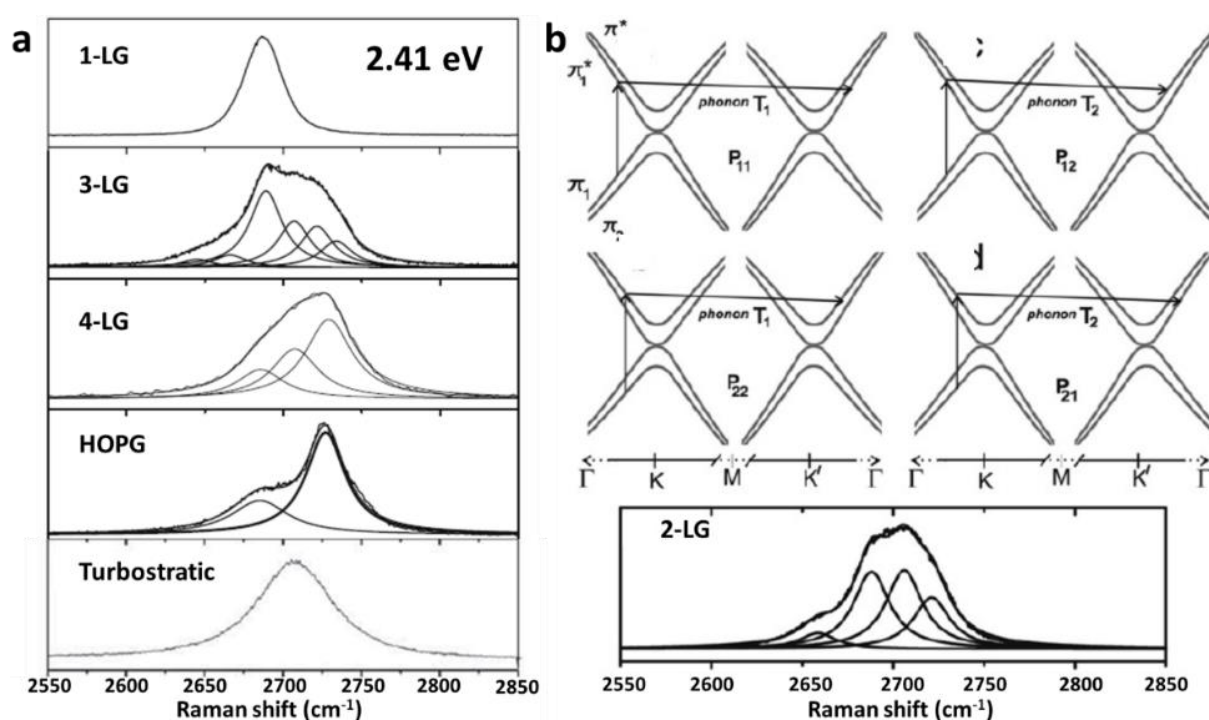 a
1-LG
2.41 eV
3-LG
4-LG
HOPG
Turbostratic
2550 2600 2650 2700 2750 2800 2850
Raman shift (cm⁻¹)
b
π*
π₁*
π₁
phonon T₁
P₁₁
phonon T₂
P₁₂
phonon T₁
P₂₂
d
phonon T₂
P₂₁
Γ K M K′ Γ Γ K M K′ Γ
2-LG
2550 2600 2650 2700 2750 2800 2850
Raman shift (cm⁻¹)